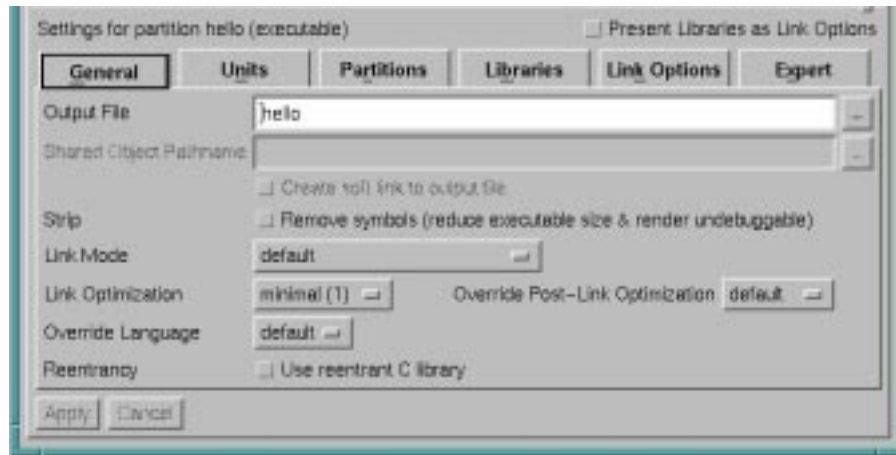 Settings for partition hello (executable) Present Libraries as Link Options
General Units Partitions Libraries Link Options Expert
Output File hello ...
Shared Object Pathname ...
Create soft link to output file
Strip Remove symbols (reduce executable size & render undebuggable)
Link Mode default
Link Optimization minimal (1) Override Post-Link Optimization default
Override Language default
Reentrancy Use reentrant C library
Apply Cancel